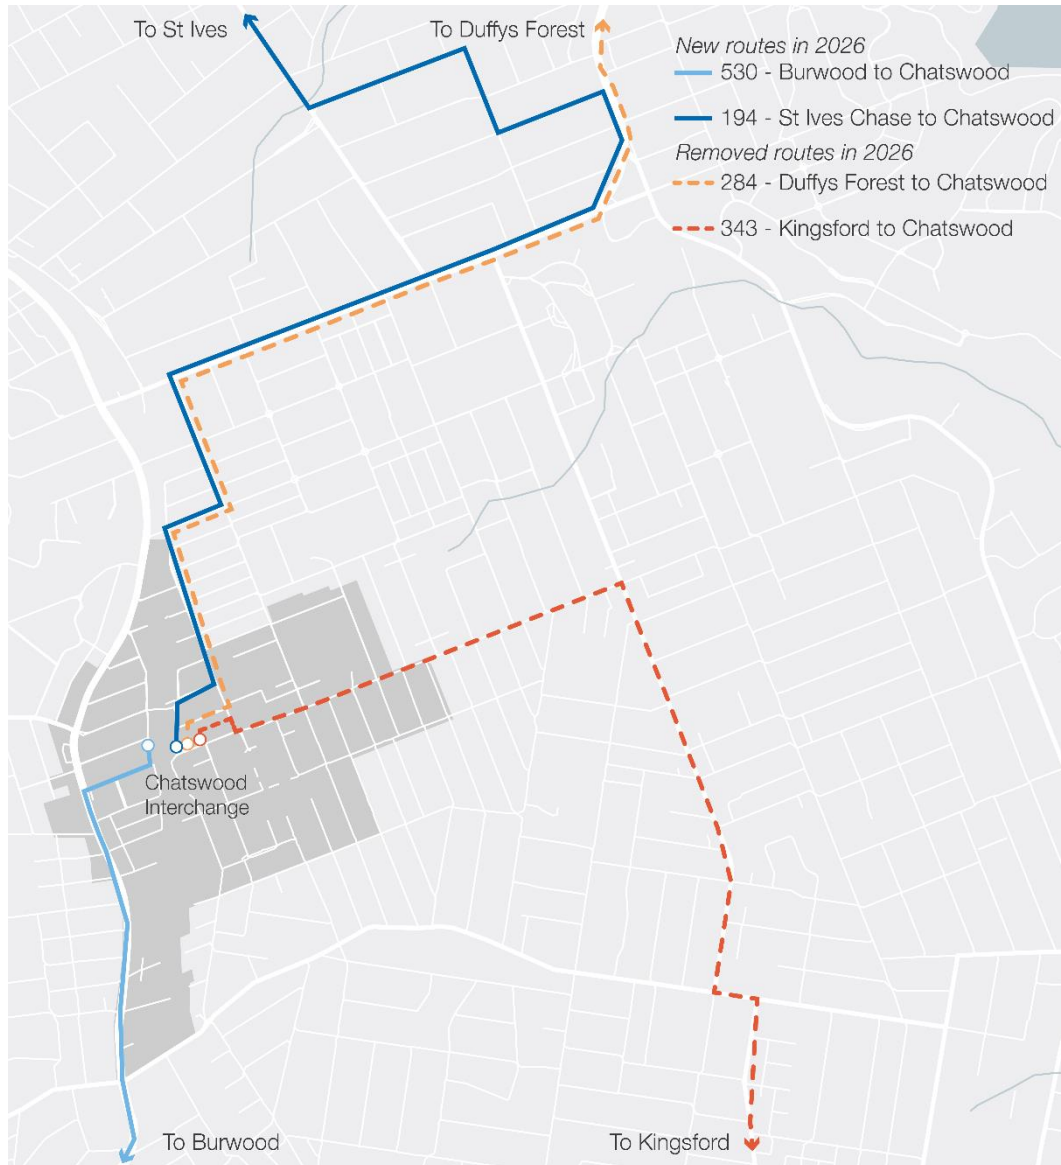 To St Ives
To Duffys Forest
New routes in 2026
530 - Burwood to Chatswood
194 - St Ives Chase to Chatswood
Removed routes in 2026
284 - Duffys Forest to Chatswood
343 - Kingsford to Chatswood
Chatswood
Interchange
To Burwood
To Kingsford